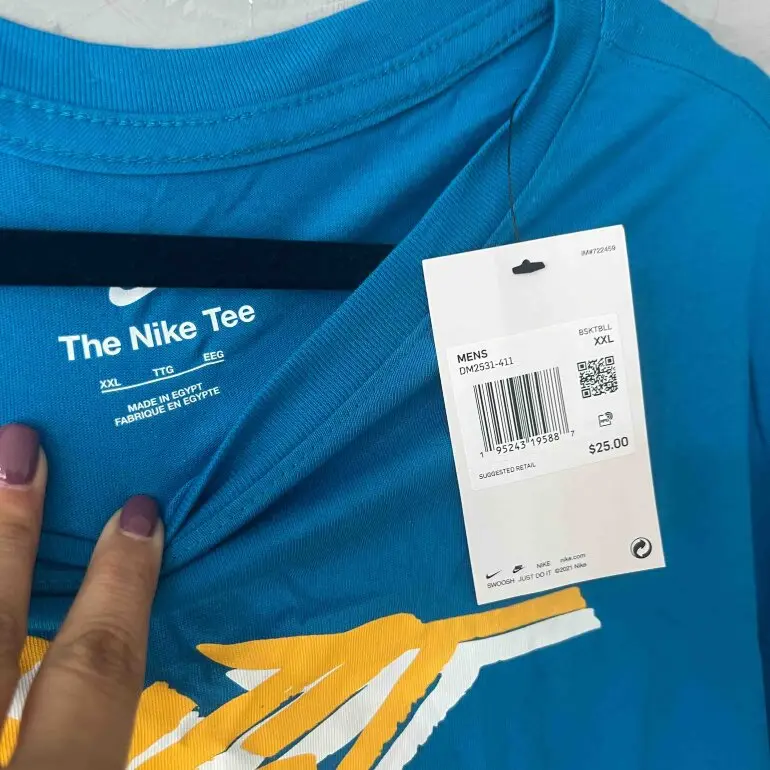 The Nike Tee
XXL TTG EEG
MADE IN EGYPT
FABRIQUE EN EGYPTE
IM#722459
BSKTBLL
MENS XXL
DM2531-411
1 95243 19588 7
$25.00
SUGGESTED RETAIL
NIKE nike.com
SWOOSH JUST DO IT ©2021 Nike